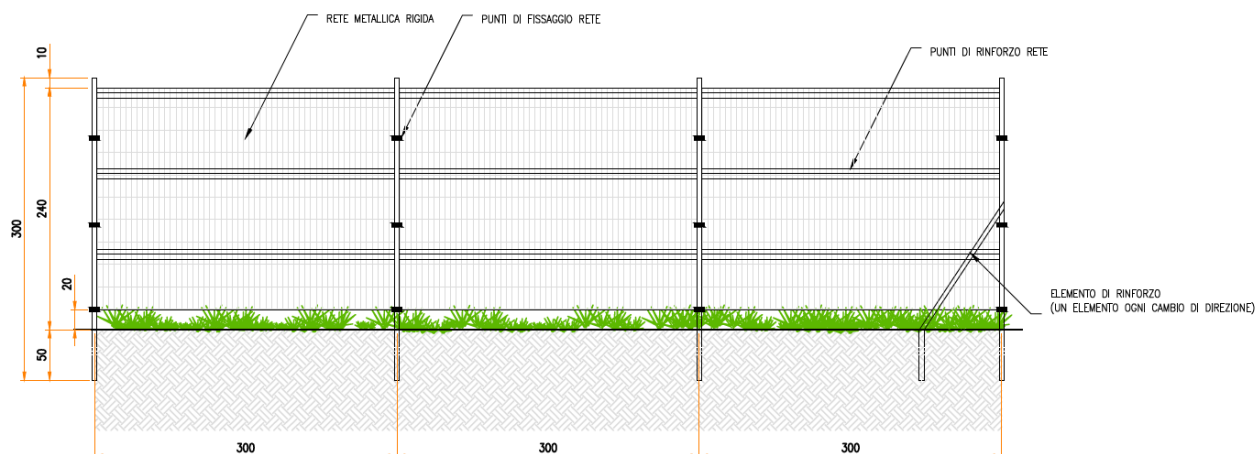 RETE METALLICA RIGIDA
PUNTI DI FISSAGGIO RETE
PUNTI DI RINFORZO RETE
10
300
240
20
50
ELEMENTO DI RINFORZO
(UN ELEMENTO OGNI CAMBIO DI DIREZIONE)
300
300
300